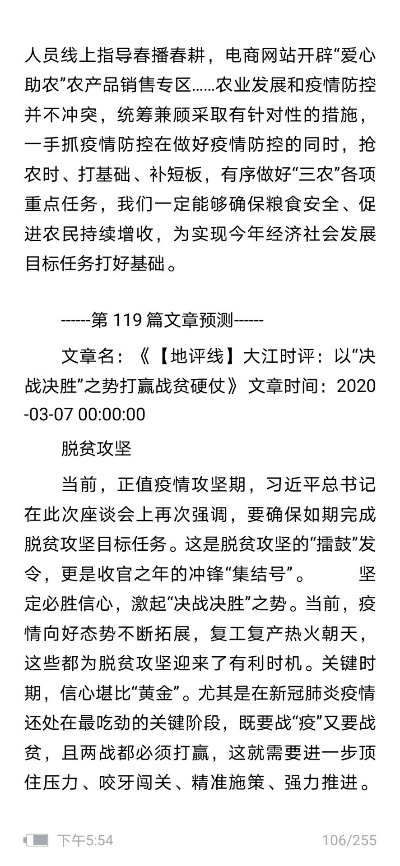 人员线上指导春播春耕，电商网站开辟“爱心
助农”农产品销售专区……农业发展和疫情防控
并不冲突，统筹兼顾采取有针对性的措施，
一手抓疫情防控在做好疫情防控的同时，抢
农时、打基础、补短板，有序做好“三农”各项
重点任务，我们一定能够确保粮食安全、促
进农民持续增收，为实现今年经济社会发展
目标任务打好基础。
------第 119 篇文章预测------
文章名：《【地评线】大江时评：以“决
战决胜”之势打赢战贫硬仗》 文章时间：2020
-03-07 00:00:00
脱贫攻坚
当前，正值疫情攻坚期，习近平总书记
在此次座谈会上再次强调，要确保如期完成
脱贫攻坚目标任务。这是脱贫攻坚的“擂鼓”发
令，更是收官之年的冲锋“集结号”。 坚
定必胜信心，激起“决战决胜”之势。当前，疫
情向好态势不断拓展，复工复产热火朝天，
这些都为脱贫攻坚迎来了有利时机。关键时
期，信心堪比“黄金”。尤其是在新冠肺炎疫情
还处在最吃劲的关键阶段，既要战“疫”又要战
贫，且两战都必须打赢，这就需要进一步顶
住压力、咬牙闯关、精准施策、强力推进。
下午5:54 106/255